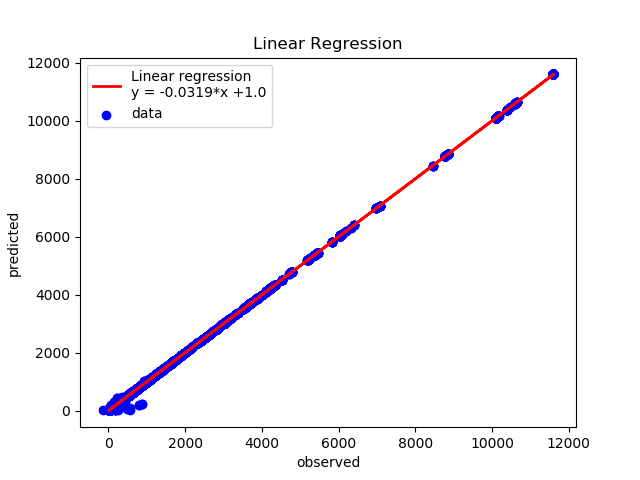 Linear Regression
Linear regression
y = -0.0319*x +1.0
data
12000
10000
8000
6000
4000
2000
0
predicted
0 2000 4000 6000 8000 10000 12000
observed